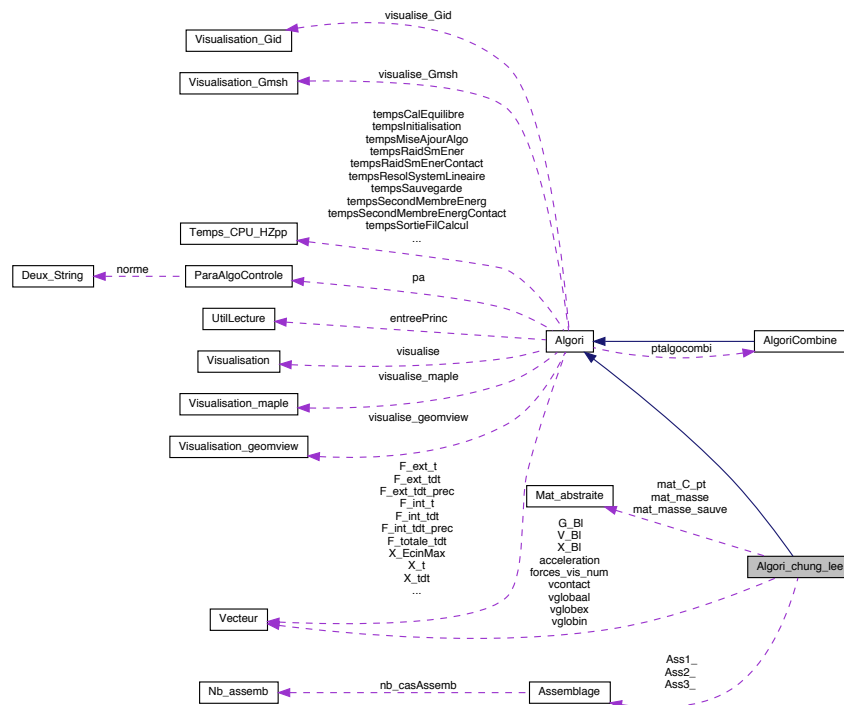 visualise_Gid
Visualisation_Gid
visualise_Gmsh
Visualisation_Gmsh
tempsCalEquilibre
tempsInitialisation
tempsMiseAjourAlgo
tempsRaidSmEner
tempsRaidSmEnerContact
tempsResolSystemLineaire
tempsSauvegarde
tempsSecondMembreEnerg
tempsSecondMembreEnergContact
tempsSortieFilCalcul
...
Temps_CPU_HZpp
Deux_String
norme
ParaAlgoControle
pa
UtilLecture
entreePrinc
Algori
ptalgocombi
AlgoriCombine
Visualisation
visualise
visualise_maple
Visualisation_maple
visualise_geomview
Visualisation_geomview
F_ext_t
F_ext_tdt
F_ext_tdt_prec
F_int_t
F_int_tdt
F_int_tdt_prec
F_totale_tdt
X_EcinMax
X_t
X_tdt
...
Mat_abstraite
mat_C_pt
mat_masse
mat_masse_sauve
G_Bl
V_Bl
X_Bl
acceleration
forces_vis_num
vcontact
vglobaal
vglobex
vglobin
Algori_chung_lee
Vecteur
Ass1_
Ass2_
Ass3_
Nb_assemb
nb_casAssemb
Assemblage